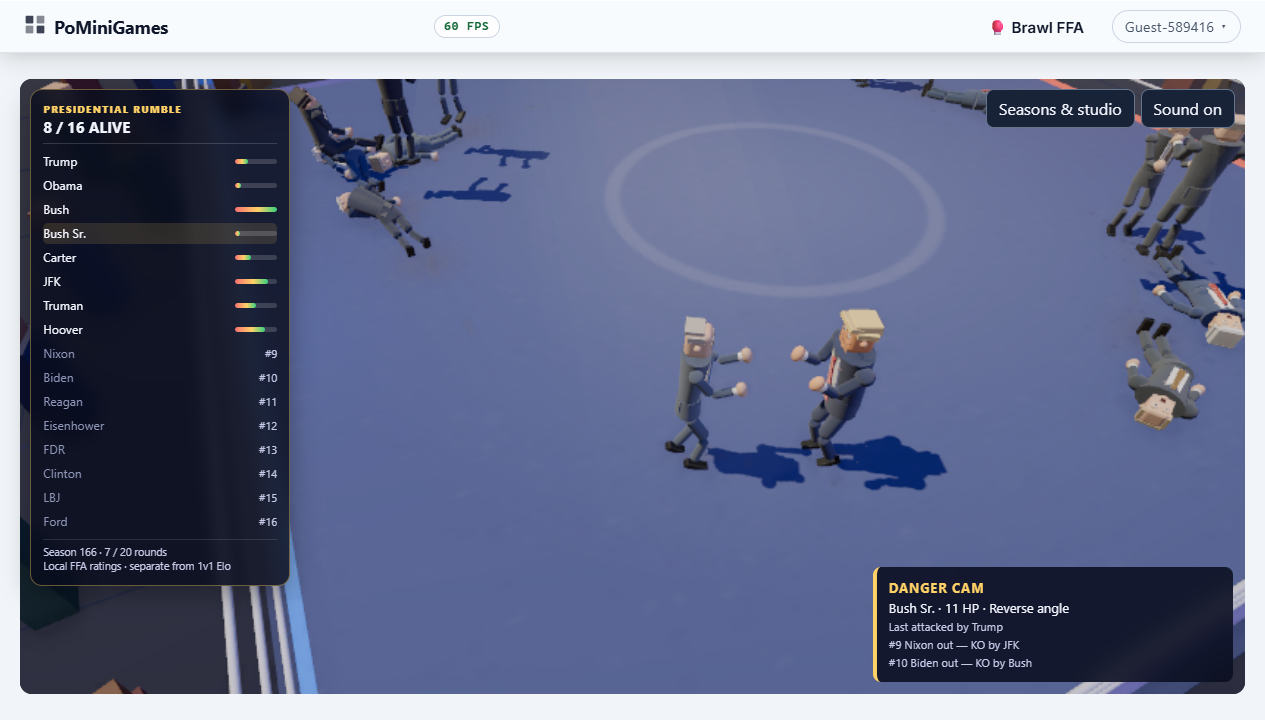 PoMiniGames
60 FPS
Brawl FFA
Guest-589416
PRESIDENTIAL RUMBLE
8 / 16 ALIVE
Trump
Obama
Bush
Bush Sr.
Carter
JFK
Truman
Hoover
Nixon #9
Biden #10
Reagan #11
Eisenhower #12
FDR #13
Clinton #14
LBJ #15
Ford #16
Season 166 · 7 / 20 rounds
Local FFA ratings · separate from 1v1 Elo
Seasons & studio
Sound on
DANGER CAM
Bush Sr. · 11 HP · Reverse angle
Last attacked by Trump
#9 Nixon out — KO by JFK
#10 Biden out — KO by Bush